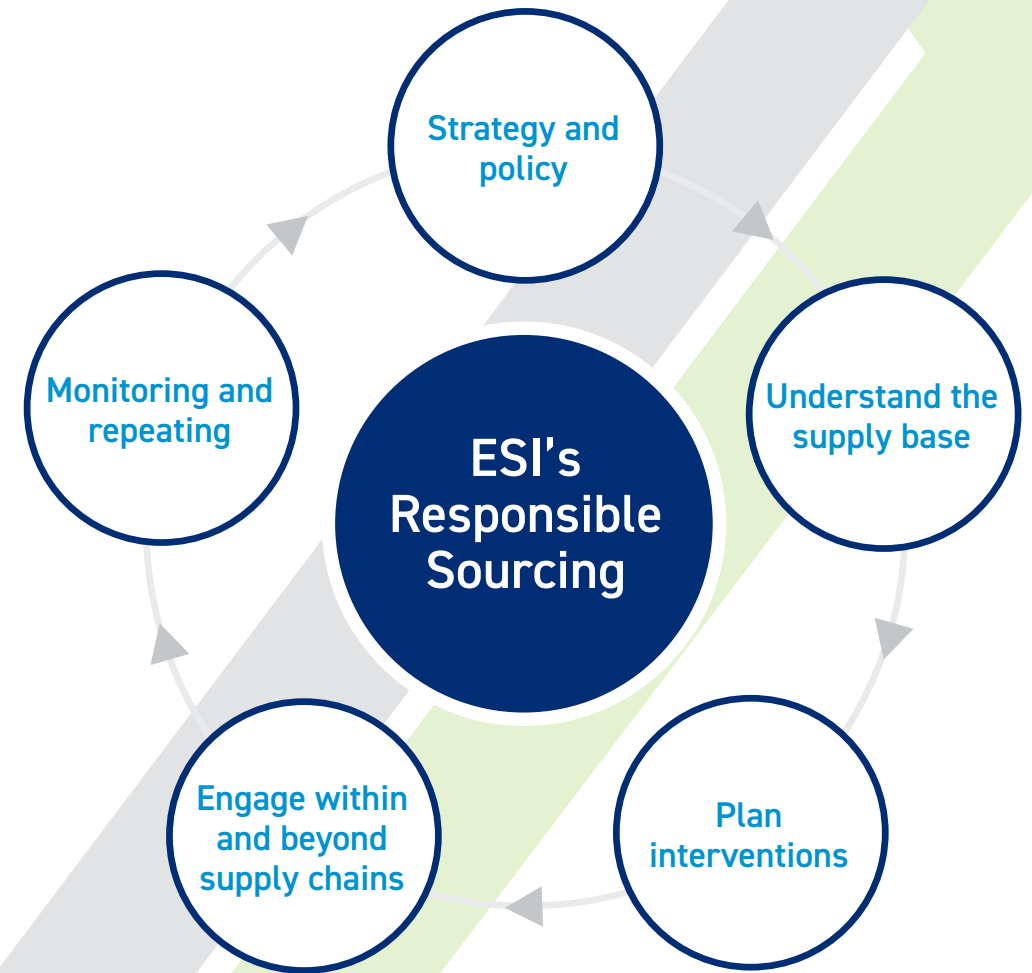 Strategy and
policy
Understand the
supply base
Plan
interventions
Engage within
and beyond
supply chains
Monitoring and
repeating
ESI's
Responsible
Sourcing